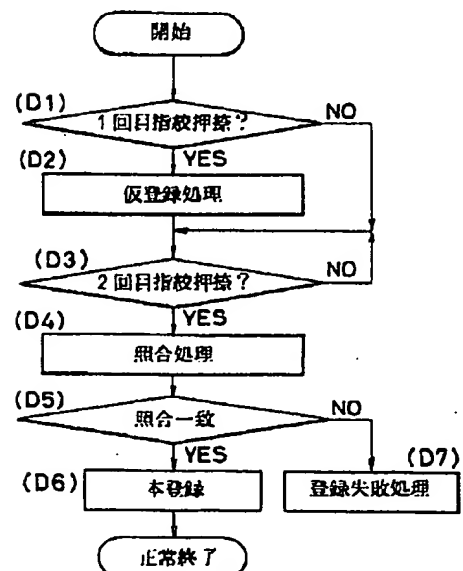 開始
(D1)
1回目指紋押捺?
NO
YES
(D2)
仮登録処理
(D3)
2回目指紋押捺?
NO
YES
(D4)
照合処理
(D5)
照合一致
NO
YES
(D6)
本登録
(D7)
登録失敗処理
正常終了